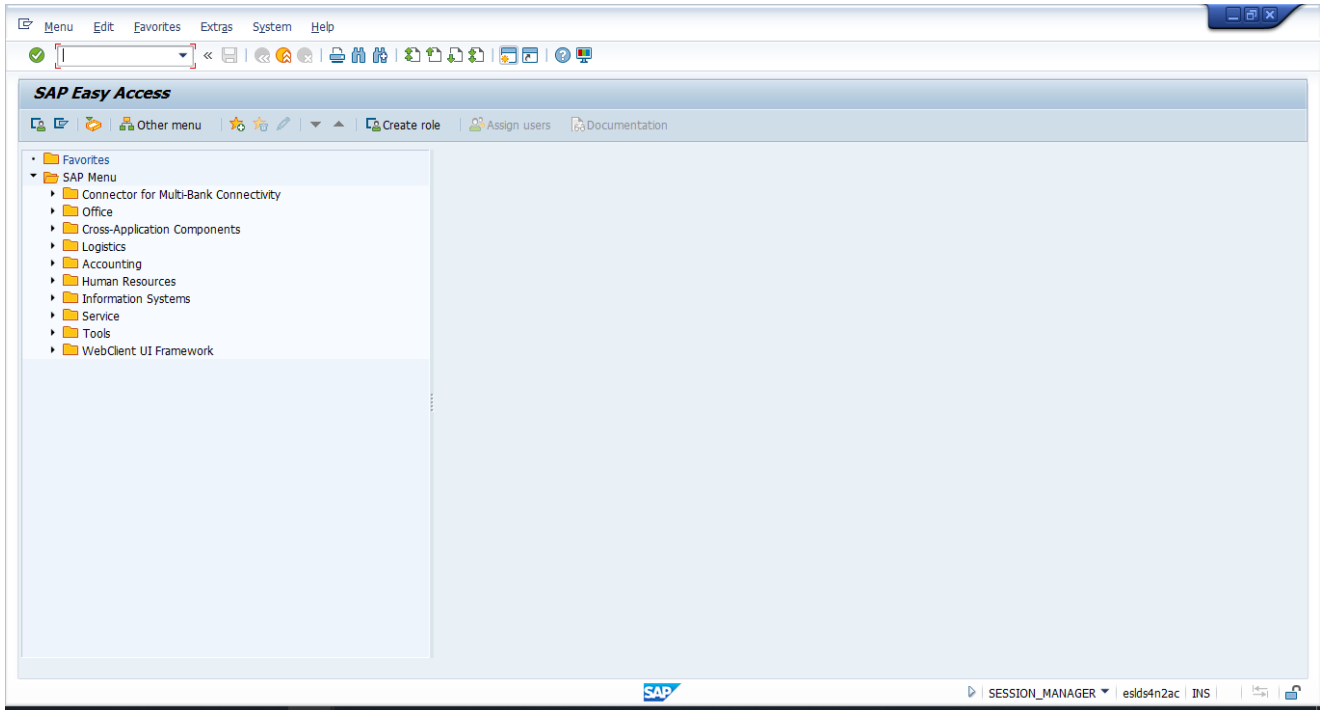 Menu Edit Favorites Extras System Help
SAP Easy Access
Other menu Create role Assign users Documentation
Favorites
SAP Menu
Connector for Multi-Bank Connectivity
Office
Cross-Application Components
Logistics
Accounting
Human Resources
Information Systems
Service
Tools
WebClient UI Framework
SAP SESSION_MANAGER eslds4n2ac INS